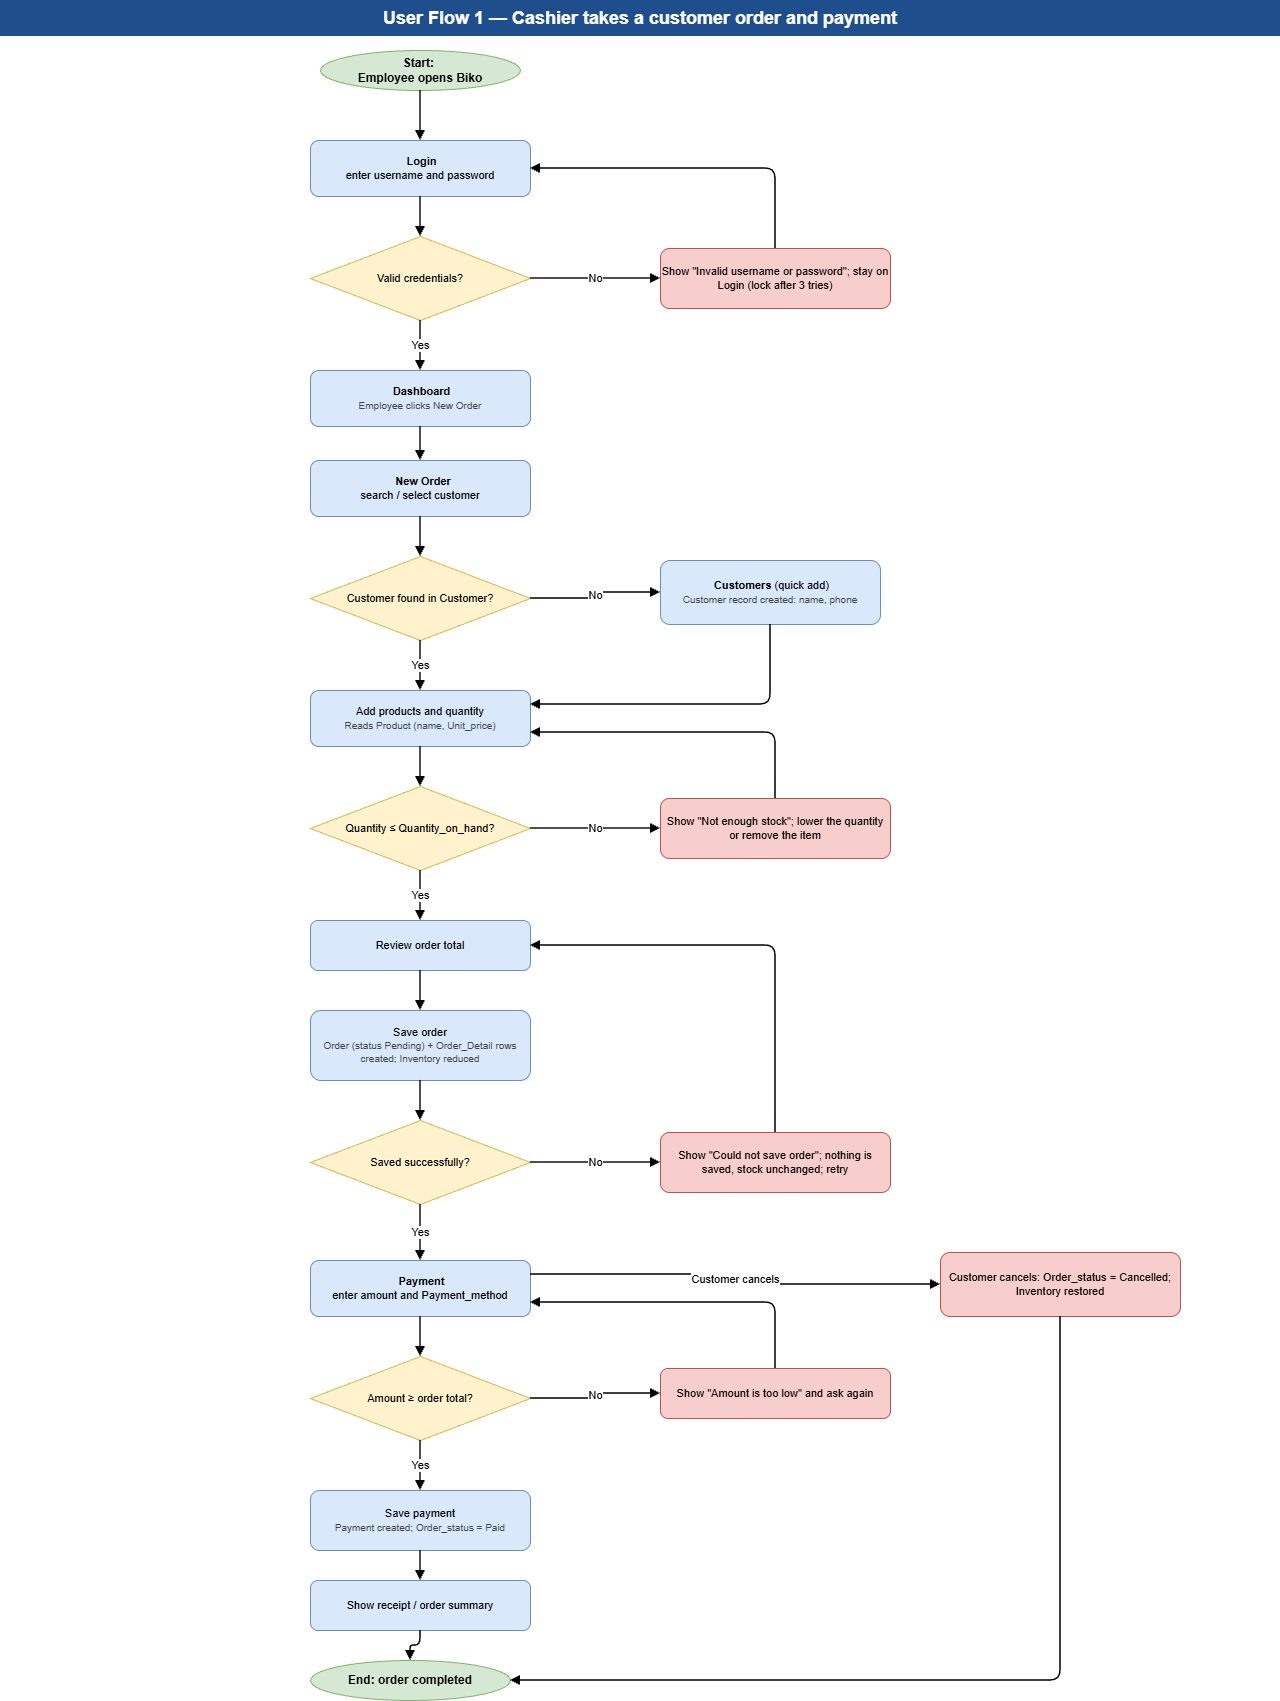 User Flow 1 — Cashier takes a customer order and payment
Start:
Employee opens Biko
Login
enter username and password
Valid credentials?
No
Show "Invalid username or password"; stay on
Login (lock after 3 tries)
Yes
Dashboard
Employee clicks New Order
New Order
search / select customer
Customer found in Customer?
No
Customers (quick add)
Customer record created: name, phone
Yes
Add products and quantity
Reads Product (name, Unit_price)
Quantity ≤ Quantity_on_hand?
No
Show "Not enough stock"; lower the quantity
or remove the item
Yes
Review order total
Save order
Order (status Pending) + Order_Detail rows
created; Inventory reduced
Saved successfully?
No
Show "Could not save order"; nothing is
saved, stock unchanged; retry
Yes
Payment
enter amount and Payment_method
Customer cancels
Customer cancels: Order_status = Cancelled;
Inventory restored
Amount ≥ order total?
No
Show "Amount is too low" and ask again
Yes
Save payment
Payment created; Order_status = Paid
Show receipt / order summary
End: order completed